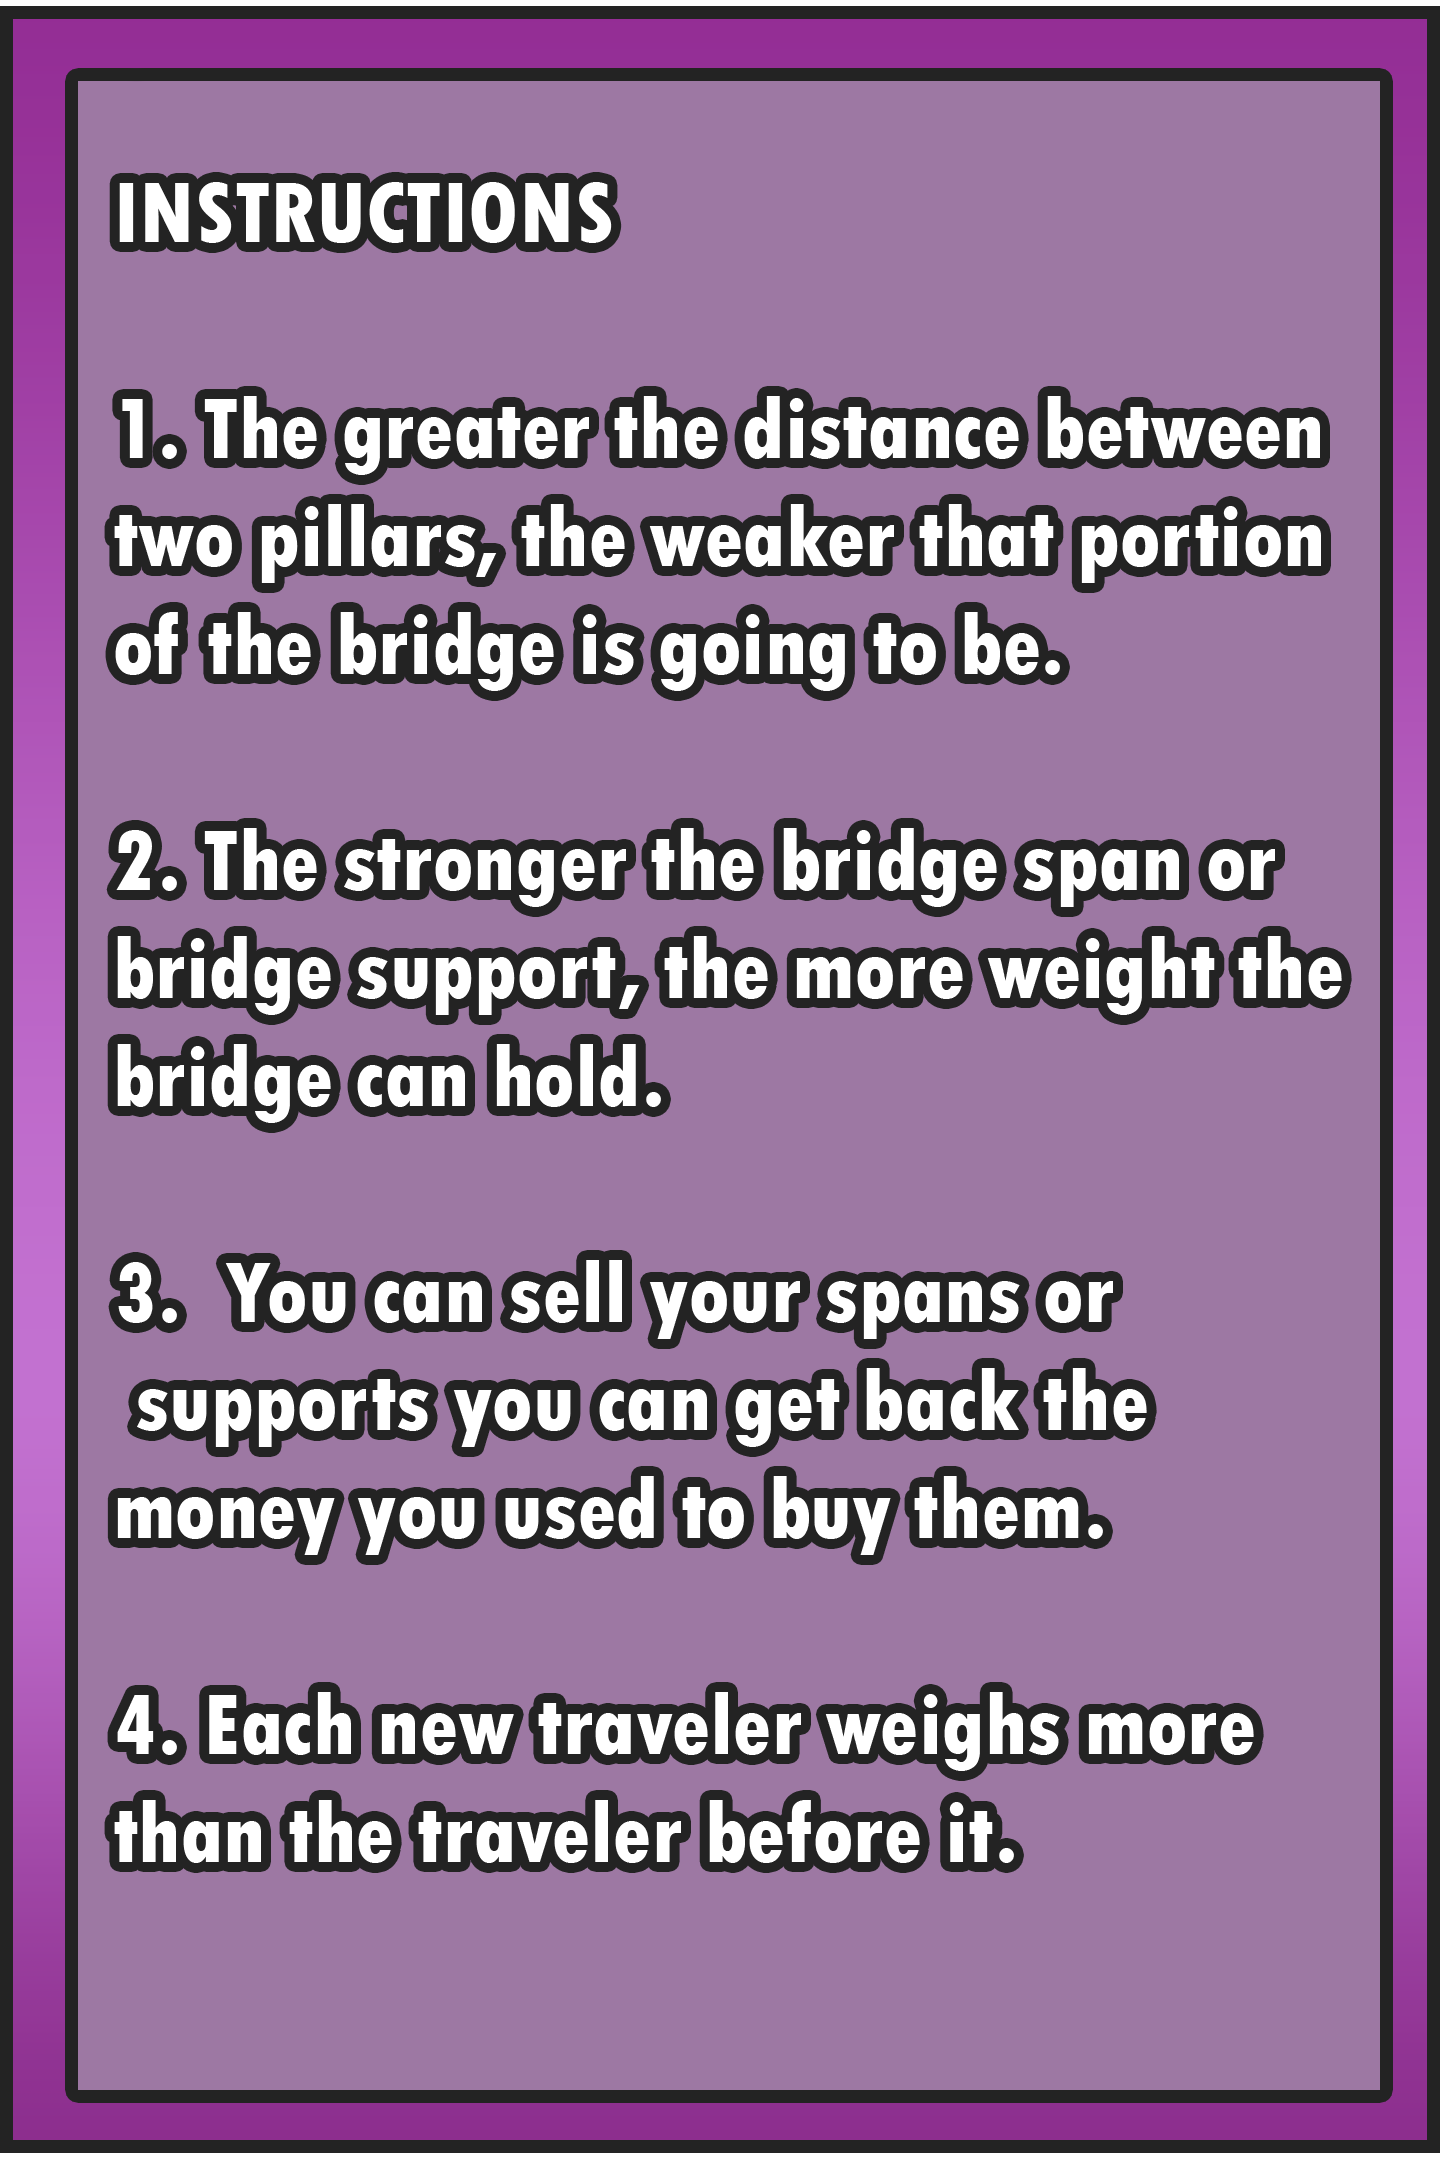 INSTRUCTIONS
1. The greater the distance between
two pillars, the weaker that portion
of the bridge is going to be.
2. The stronger the bridge span or
bridge support, the more weight the
bridge can hold.
3.  You can sell your spans or
supports you can get back the
money you used to buy them.
4. Each new traveler weighs more
than the traveler before it.